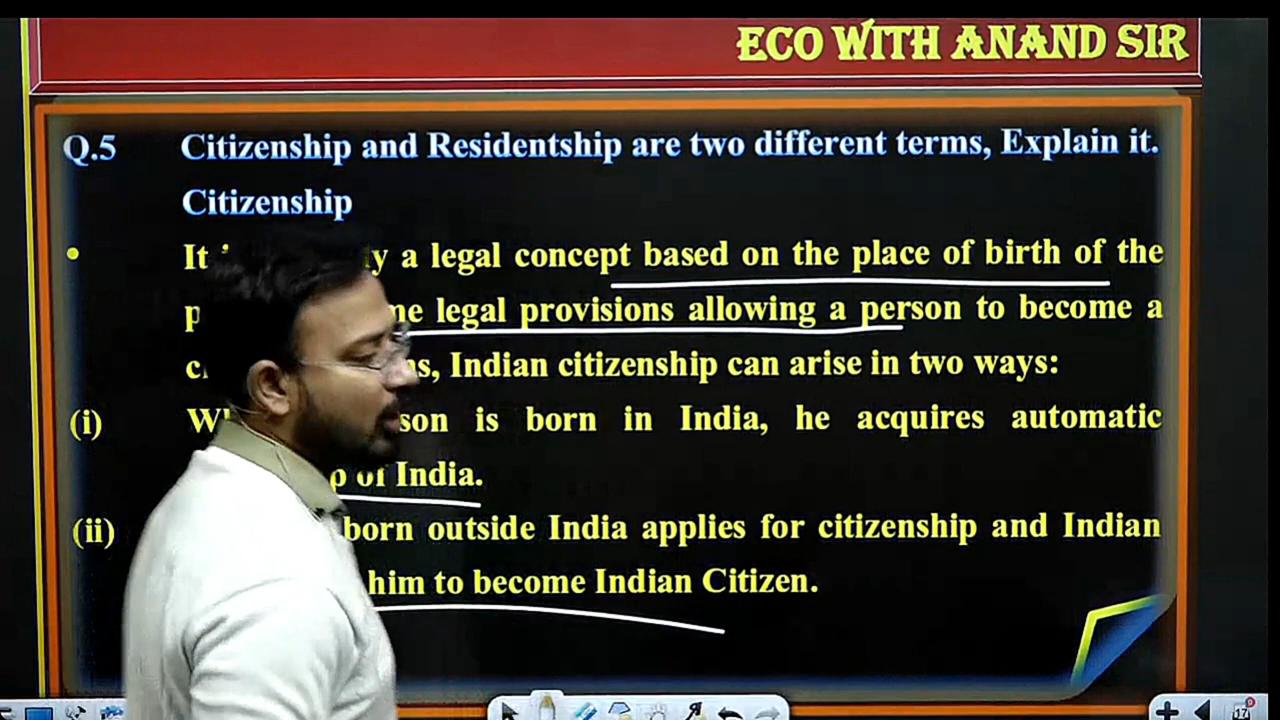 ECO WITH ANAND SIR
Q.5 Citizenship and Residentship are two different terms, Explain it.
Citizenship
• It a legal concept based on the place of birth of the
legal provisions allowing a person to become a
Indian citizenship can arise in two ways:
(i) is born in India, he acquires automatic
of India.
(ii) born outside India applies for citizenship and Indian
him to become Indian Citizen.